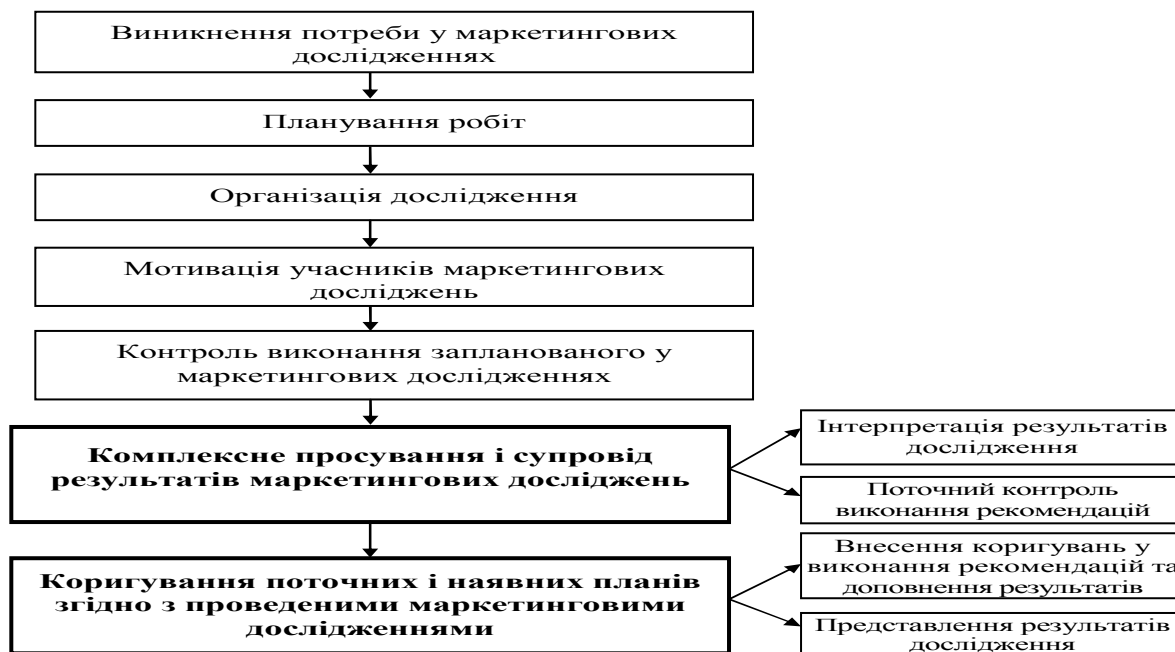 Виникнення потреби у маркетингових
дослідженнях
Планування робіт
Організація дослідження
Мотивація учасників маркетингових
досліджень
Контроль виконання запланованого у
маркетингових дослідженнях
Комплексне просування і супровід
результатів маркетингових досліджень
Інтерпретація результатів
дослідження
Поточний контроль
виконання рекомендацій
Коригування поточних і наявних планів
згідно з проведеними маркетинговими
дослідженнями
Внесення коригувань у
виконання рекомендацій та
доповнення результатів
Представлення результатів
дослідження